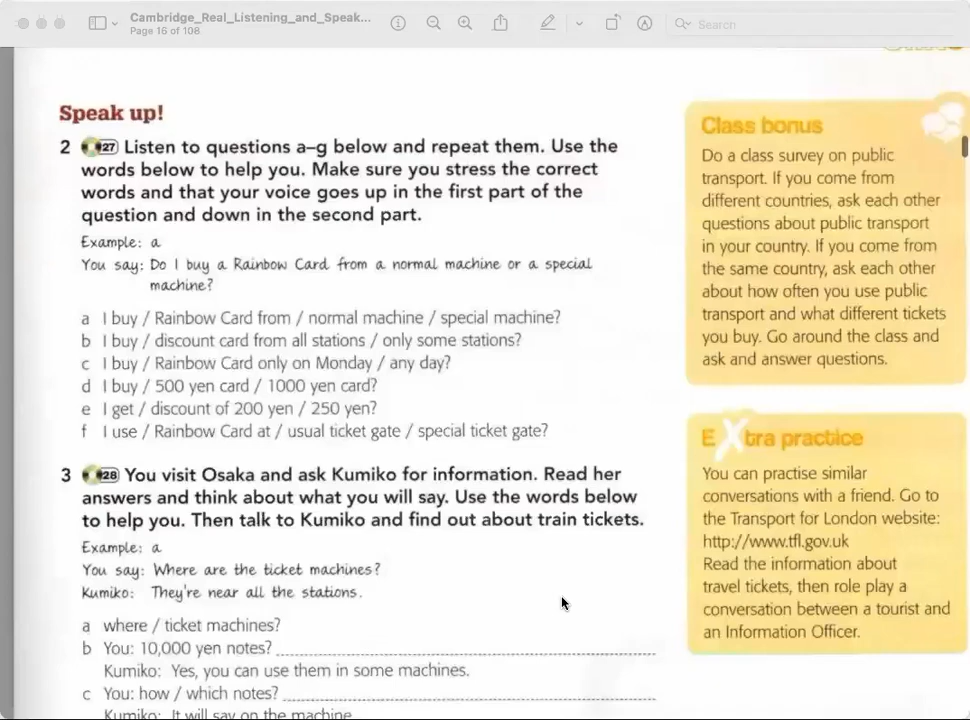 Cambridge_Real_Listening_and_Speak...
Page 16 of 108
Search
Speak up!
2 27 Listen to questions a–g below and repeat them. Use the
words below to help you. Make sure you stress the correct
words and that your voice goes up in the first part of the
question and down in the second part.
Example: a
You say: Do I buy a Rainbow Card from a normal machine or a special
machine?
a I buy / Rainbow Card from / normal machine / special machine?
b I buy / discount card from all stations / only some stations?
c I buy / Rainbow Card only on Monday / any day?
d I buy / 500 yen card / 1000 yen card?
e I get / discount of 200 yen / 250 yen?
f I use / Rainbow Card at / usual ticket gate / special ticket gate?
3 28 You visit Osaka and ask Kumiko for information. Read her
answers and think about what you will say. Use the words below
to help you. Then talk to Kumiko and find out about train tickets.
Example: a
You say: Where are the ticket machines?
Kumiko: They're near all the stations.
a where / ticket machines?
b You: 10,000 yen notes?
Kumiko: Yes, you can use them in some machines.
c You: how / which notes?
Kumiko: It will say on the machine
Class bonus
Do a class survey on public
transport. If you come from
different countries, ask each other
questions about public transport
in your country. If you come from
the same country, ask each other
about how often you use public
transport and what different tickets
you buy. Go around the class and
ask and answer questions.
Extra practice
You can practise similar
conversations with a friend. Go to
the Transport for London website:
http://www.tfl.gov.uk
Read the information about
travel tickets, then role play a
conversation between a tourist and
an Information Officer.